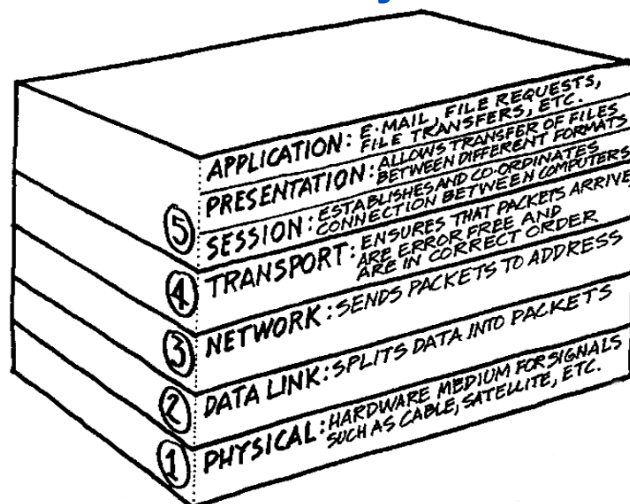 APPLICATION: E-MAIL, FILE REQUESTS,
FILE TRANSFERS, ETC.
PRESENTATION: ALLOWS TRANSFER OF FILES
BETWEEN DIFFERENT FORMATS
5
SESSION: ESTABLISHES AND CO-ORDINATES
CONNECTION BETWEEN COMPUTERS
4
TRANSPORT: ENSURES THAT PACKETS ARRIVE
ARE ERROR FREE AND
ARE IN CORRECT ORDER
3
NETWORK: SENDS PACKETS TO ADDRESS
2
DATA LINK: SPLITS DATA INTO PACKETS
1
PHYSICAL: HARDWARE MEDIUM FOR SIGNALS
SUCH AS CABLE, SATELLITE, ETC.